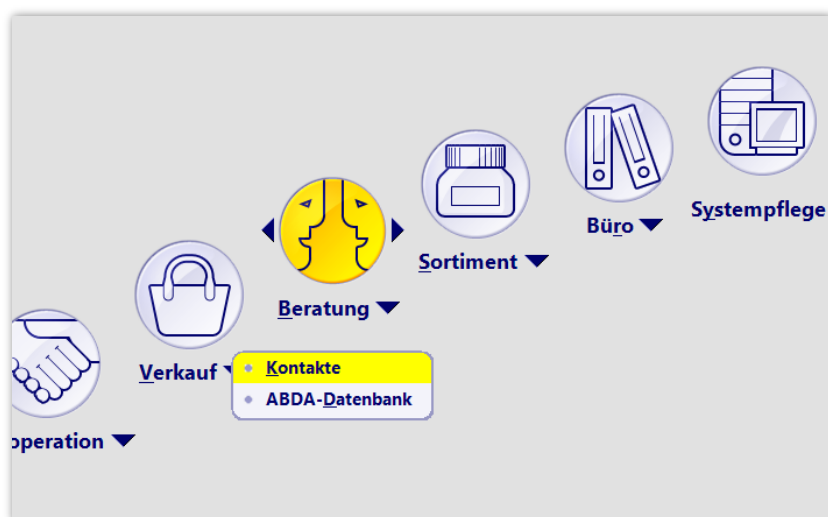 Systempflege
Büro
Sortiment
Beratung
Verkauf
Kontakte
ABDA-Datenbank
operation